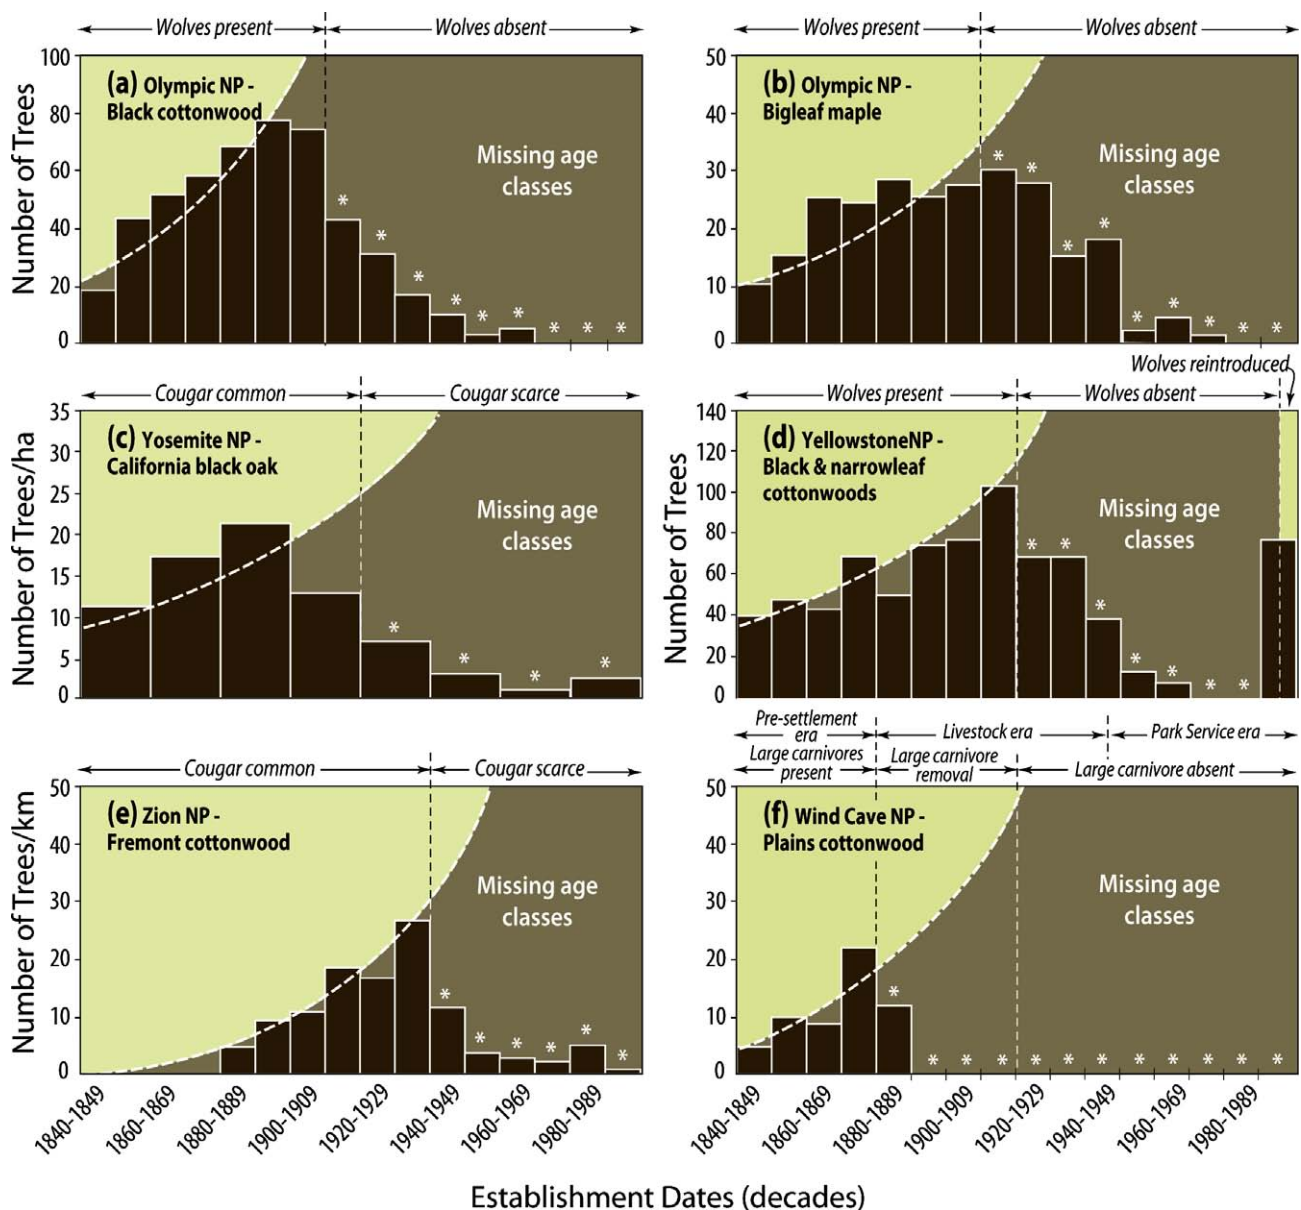 Wolves present
Wolves absent
Number of Trees
100
80
60
40
20
0
(a) Olympic NP -
Black cottonwood
Missing age
classes
* * * * * * * * *
Wolves present
Wolves absent
50
40
30
20
10
0
(b) Olympic NP -
Bigleaf maple
Missing age
classes
* * * * * * * * *
Cougar common
Cougar scarce
Number of Trees/ha
35
30
25
20
15
10
5
0
(c) Yosemite NP -
California black oak
Missing age
classes
* * * *
Wolves reintroduced
Wolves present
Wolves absent
Number of Trees
140
120
100
80
60
40
20
0
(d) YellowstoneNP -
Black & narrowleaf
cottonwoods
Missing age
classes
* * * * * * *
Cougar common
Cougar scarce
Number of Trees/km
50
40
30
20
10
0
(e) Zion NP -
Fremont cottonwood
Missing age
classes
* * * * * *
1840-1849
1860-1869
1880-1889
1900-1909
1920-1929
1940-1949
1960-1969
1980-1989
Pre-settlement
era
Livestock era
Park Service era
Large carnivores
present
Large carnivore
removal
Large carnivore absent
50
40
30
20
10
0
(f) Wind Cave NP -
Plains cottonwood
Missing age
classes
* * * * * * * * * * * *
1840-1849
1860-1869
1880-1889
1900-1909
1920-1929
1940-1949
1960-1969
1980-1989
Establishment Dates (decades)